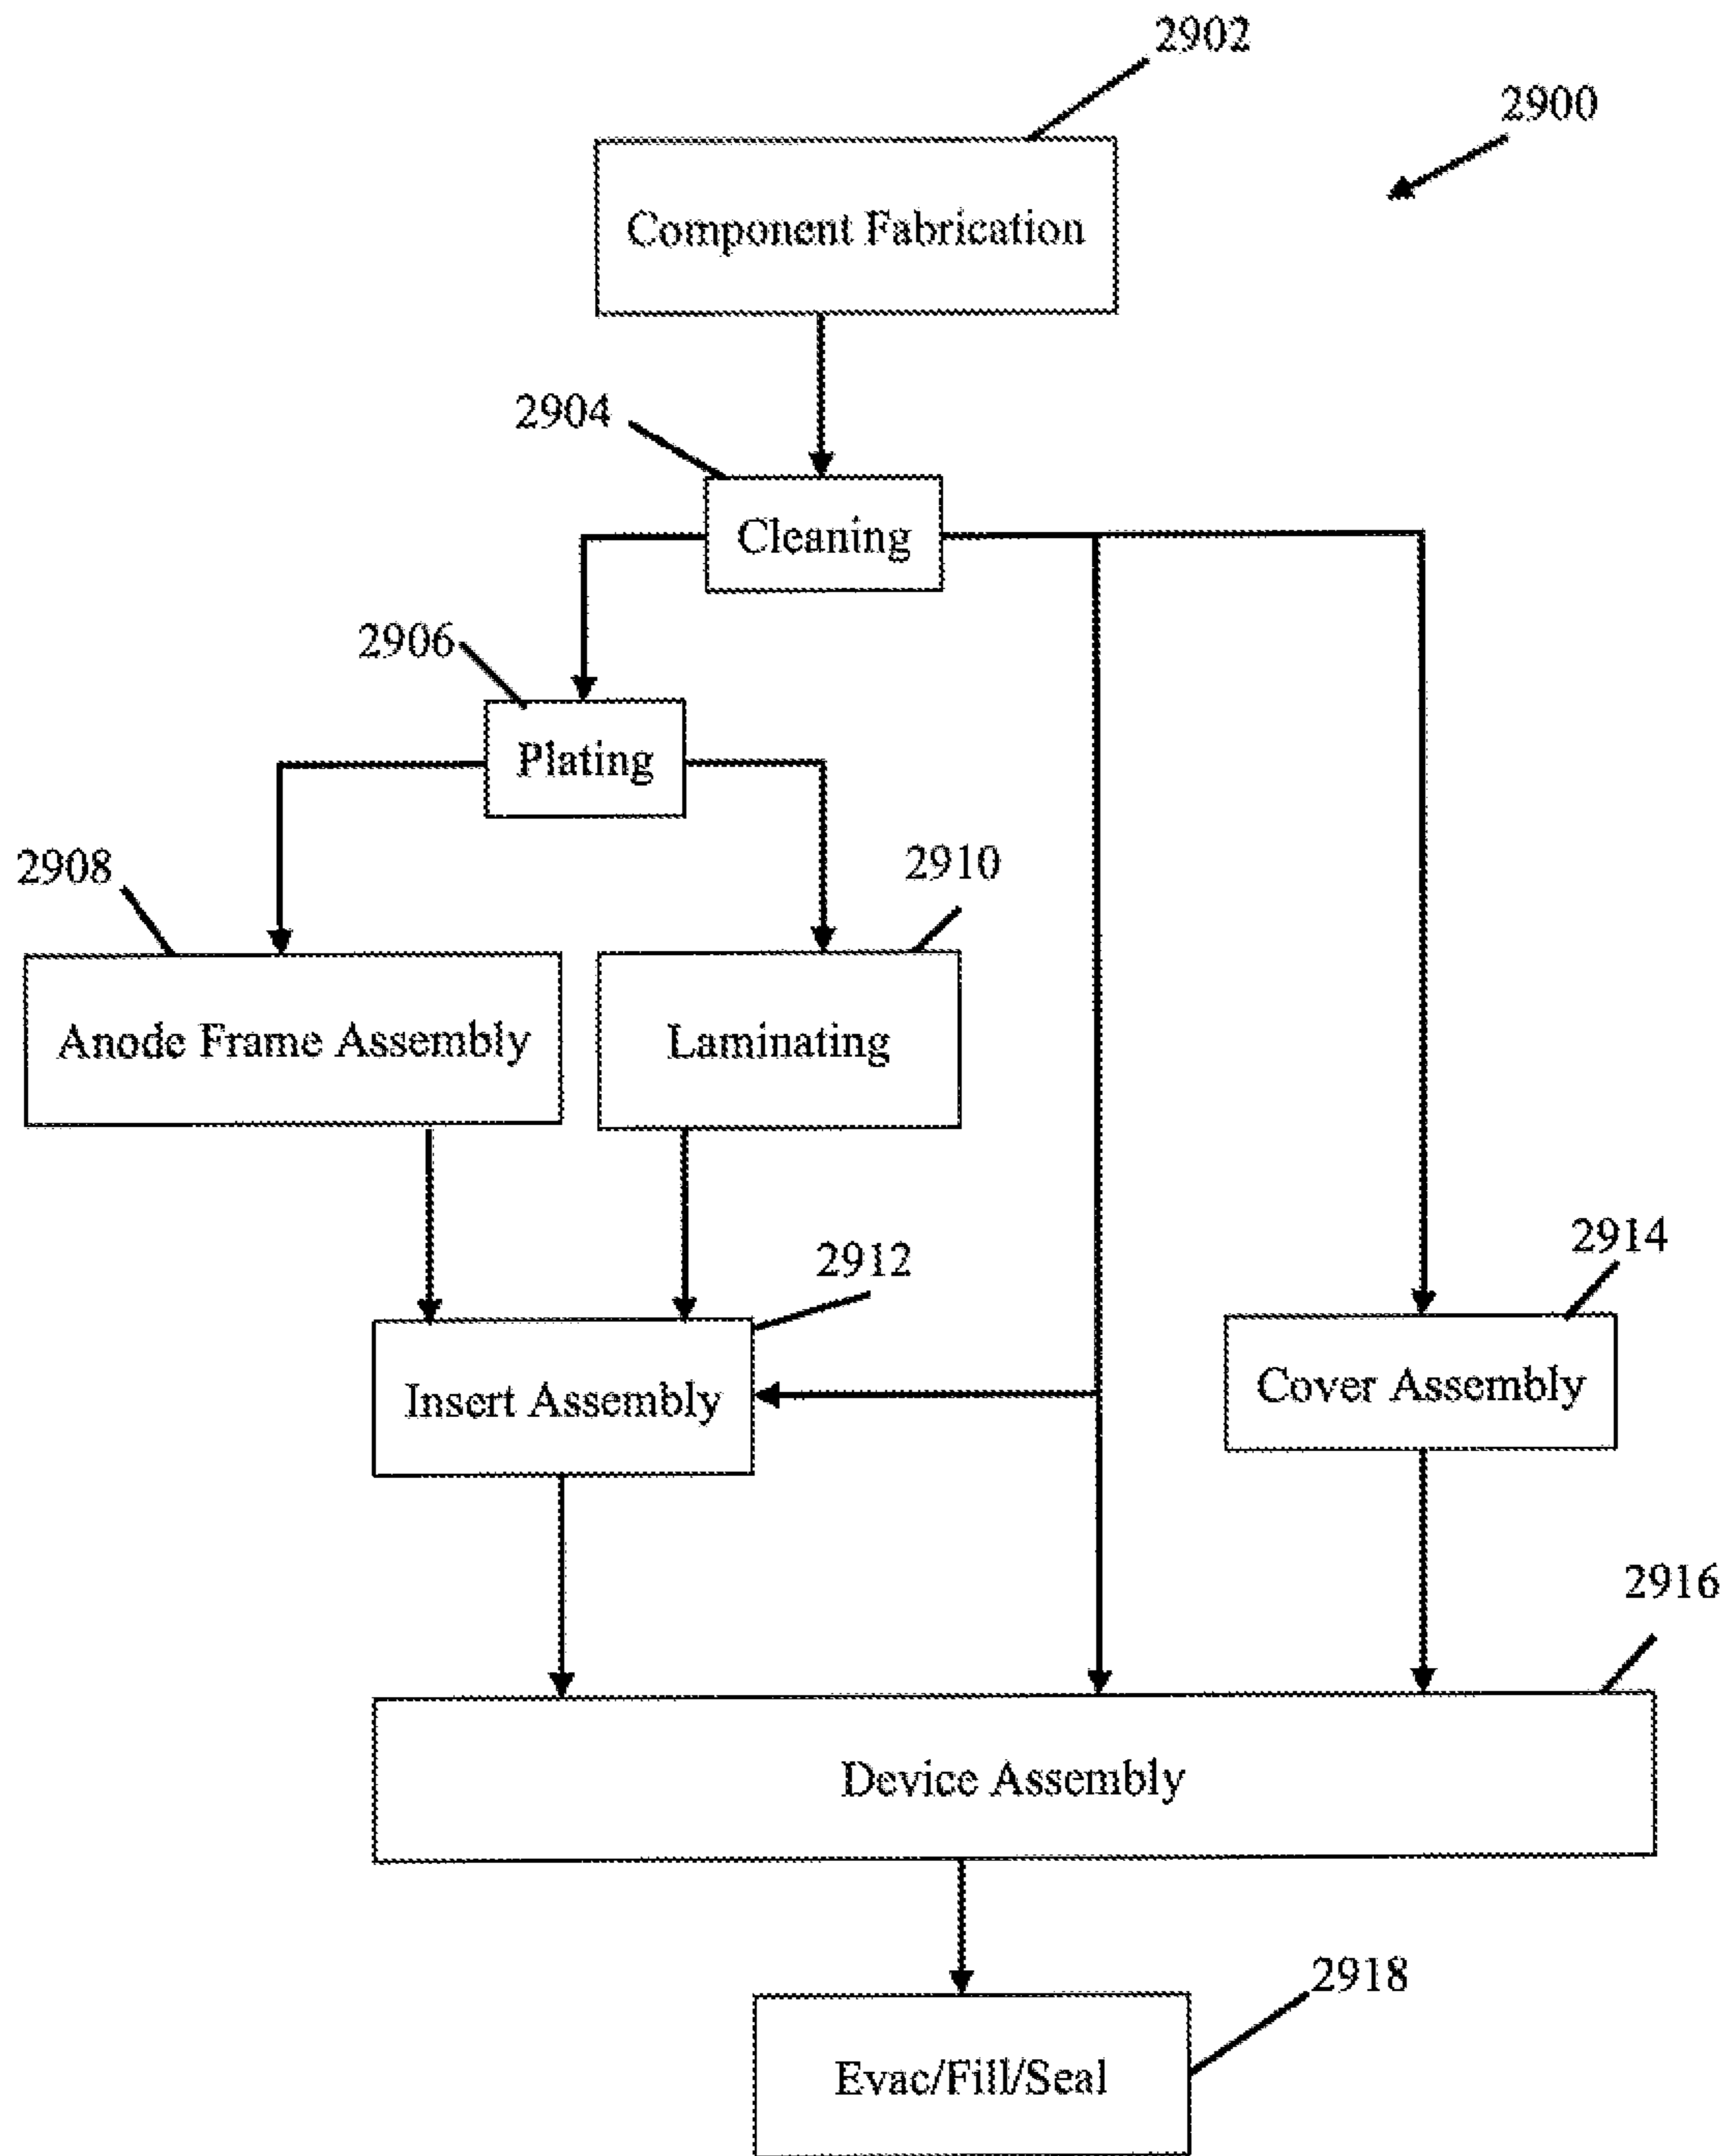 2902
2900
Component Fabrication
2904
Cleaning
2906
Plating
2908
2910
Anode Frame Assembly
Laminating
2912
2914
Insert Assembly
Cover Assembly
2916
Device Assembly
2918
Evac/Fill/Seal